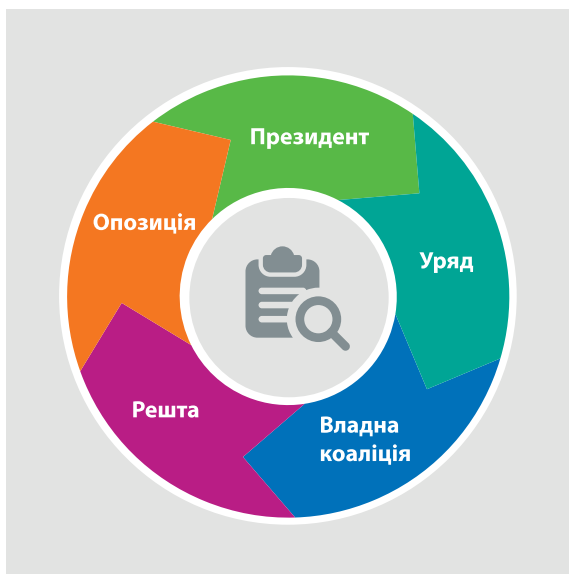 Президент
Опозиція
Уряд
Решта
Владна
коаліція